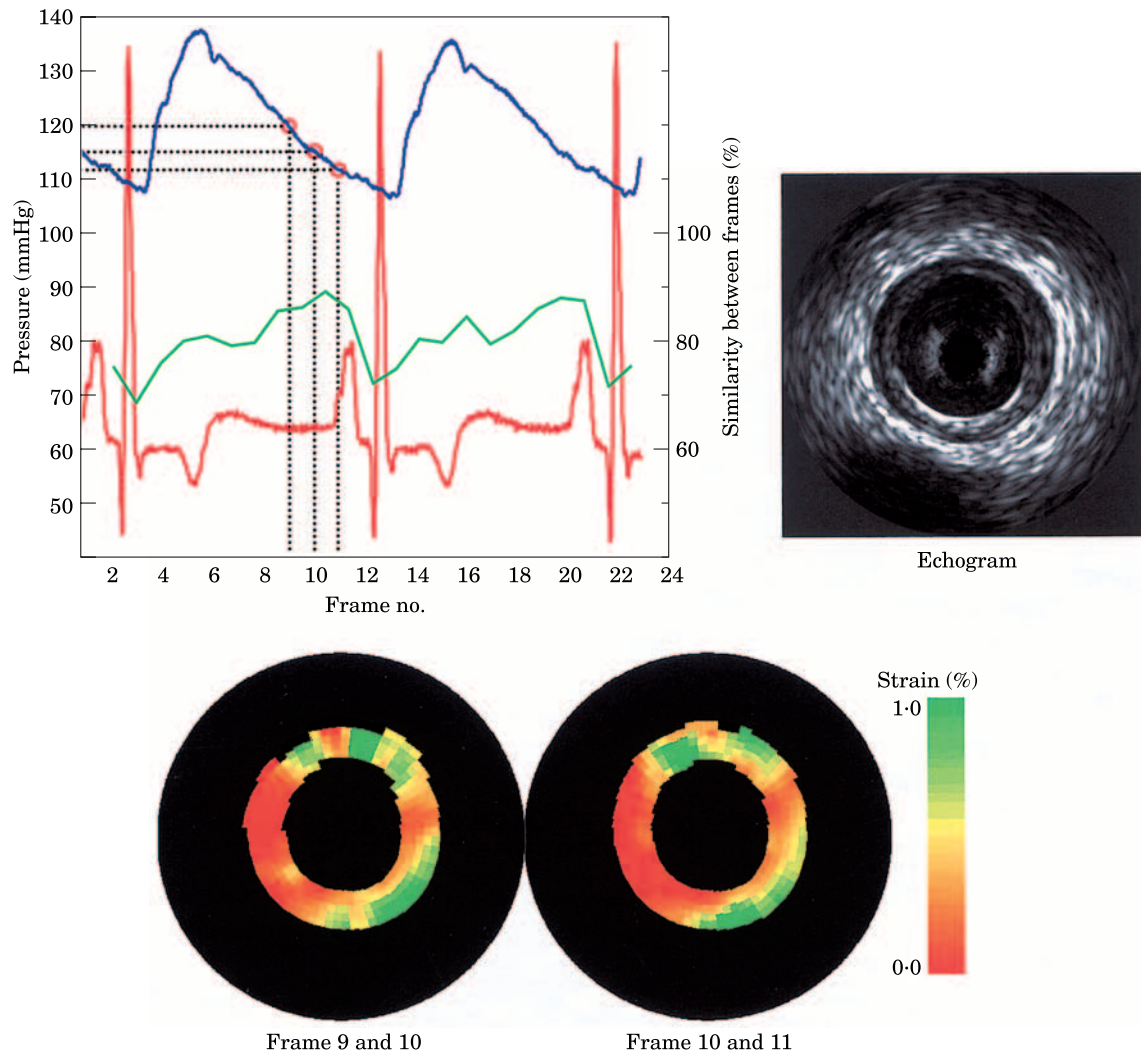 140
130
120
110
100
90
80
70
60
50
Pressure (mmHg)
100
80
60
Similarity between frames (%)
2 4 6 8 10 12 14 16 18 20 22 24
Frame no.
Echogram
Strain (%)
1·0
0·0
Frame 9 and 10
Frame 10 and 11